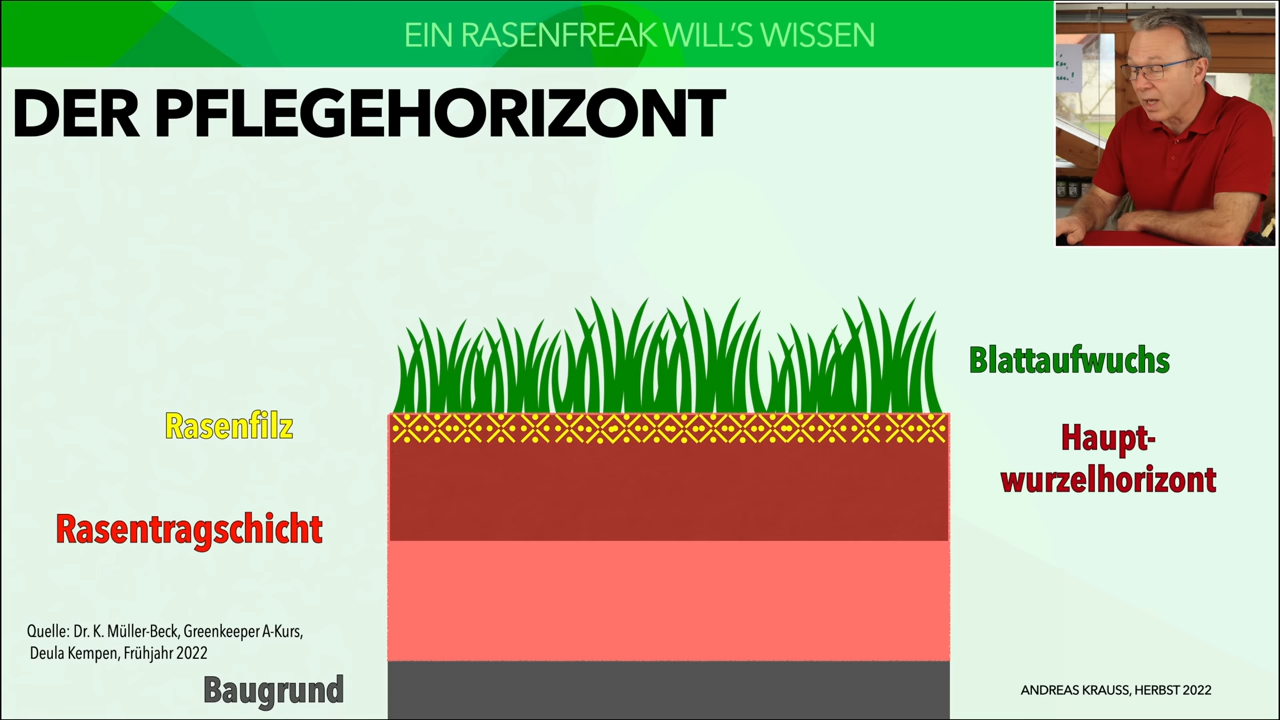 EIN RASENFREAK WILL'S WISSEN
DER PFLEGEHORIZONT
Blattaufwuchs
Rasenfilz
Haupt-
wurzelhorizont
Rasentragschicht
Quelle: Dr. K. Müller-Beck, Greenkeeper A-Kurs,
Deula Kempen, Frühjahr 2022
Baugrund
ANDREAS KRAUSS, HERBST 2022